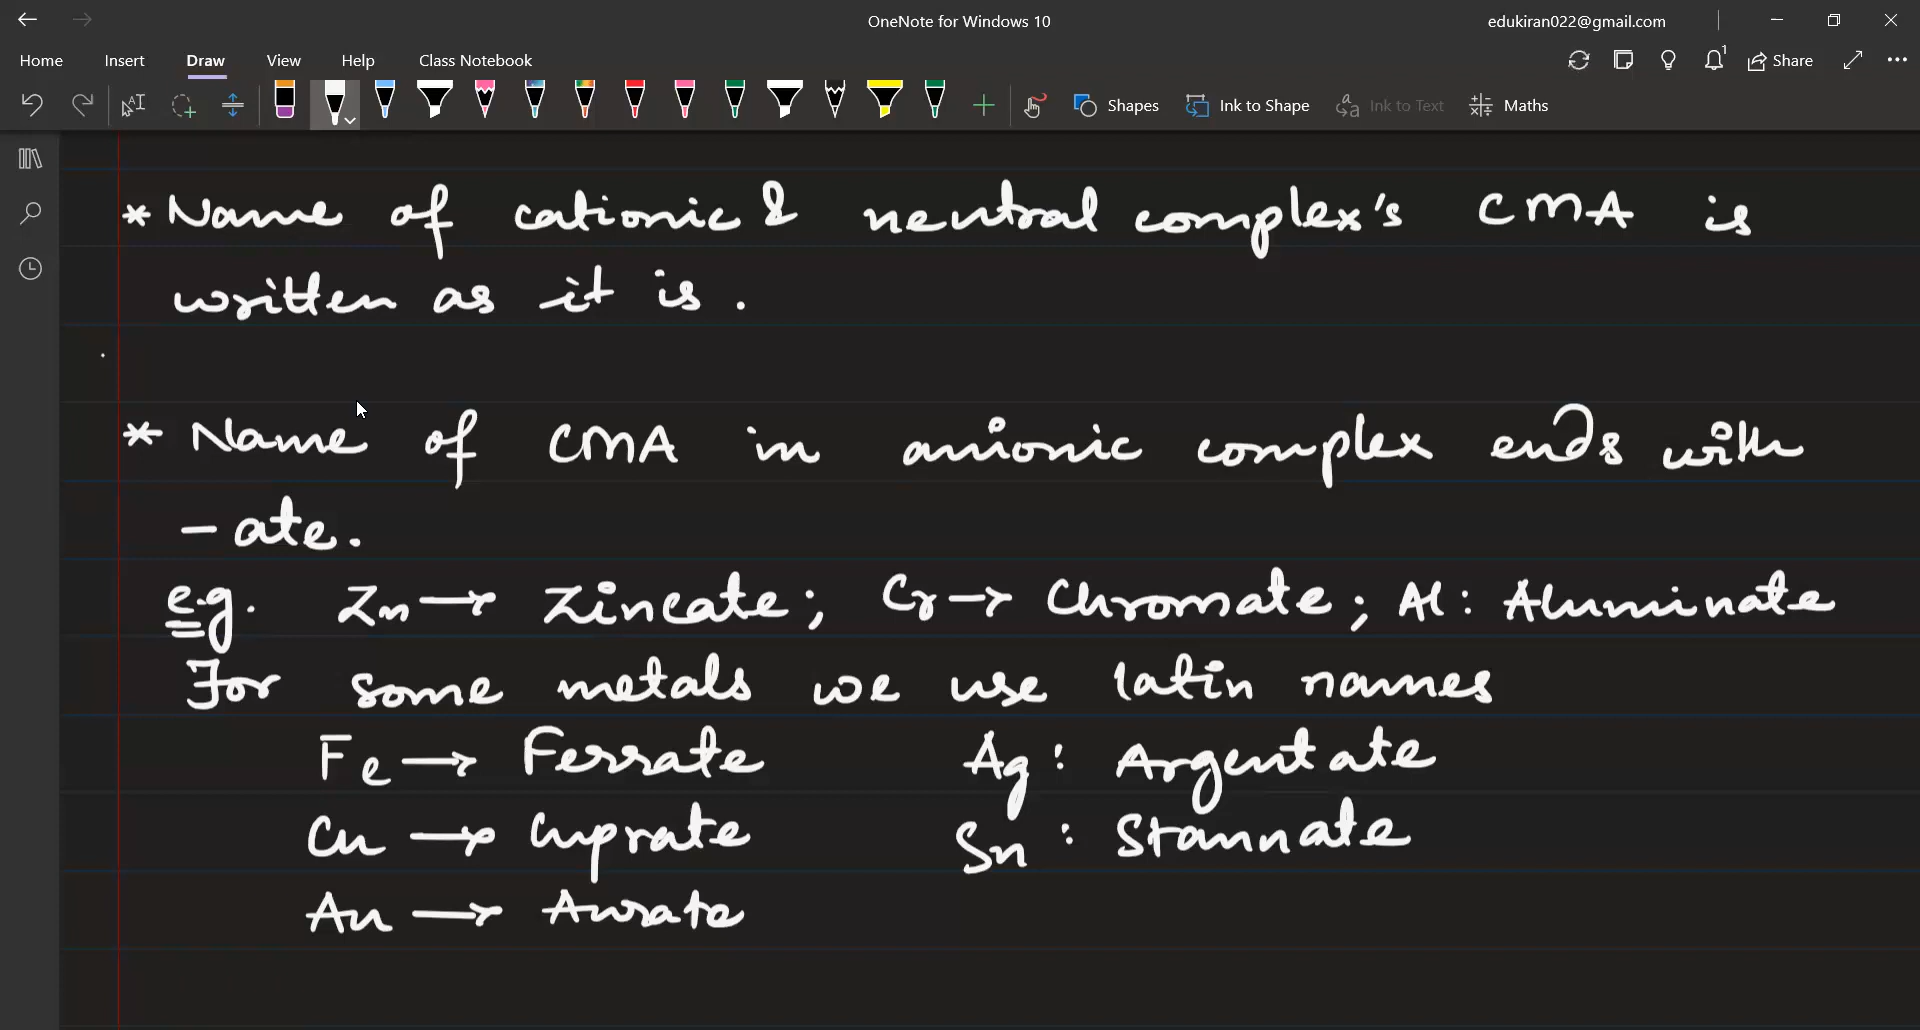 OneNote for Windows 10
edukiran022@gmail.com
Home Insert Draw View Help Class Notebook
1 Share
Shapes Ink to Shape Ink to Text Maths
* Name of cationic & neutral complex's CMA is
written as it is.
* Name of CMA in anionic complex ends with
-ate.
e.g. Zn → Zincate; Cr → Chromate; Al: Aluminate
For some metals we use latin names
Fe → Ferrate Ag: Argentate
Cu → Cuprate Sn: Stannate
Au → Aurate